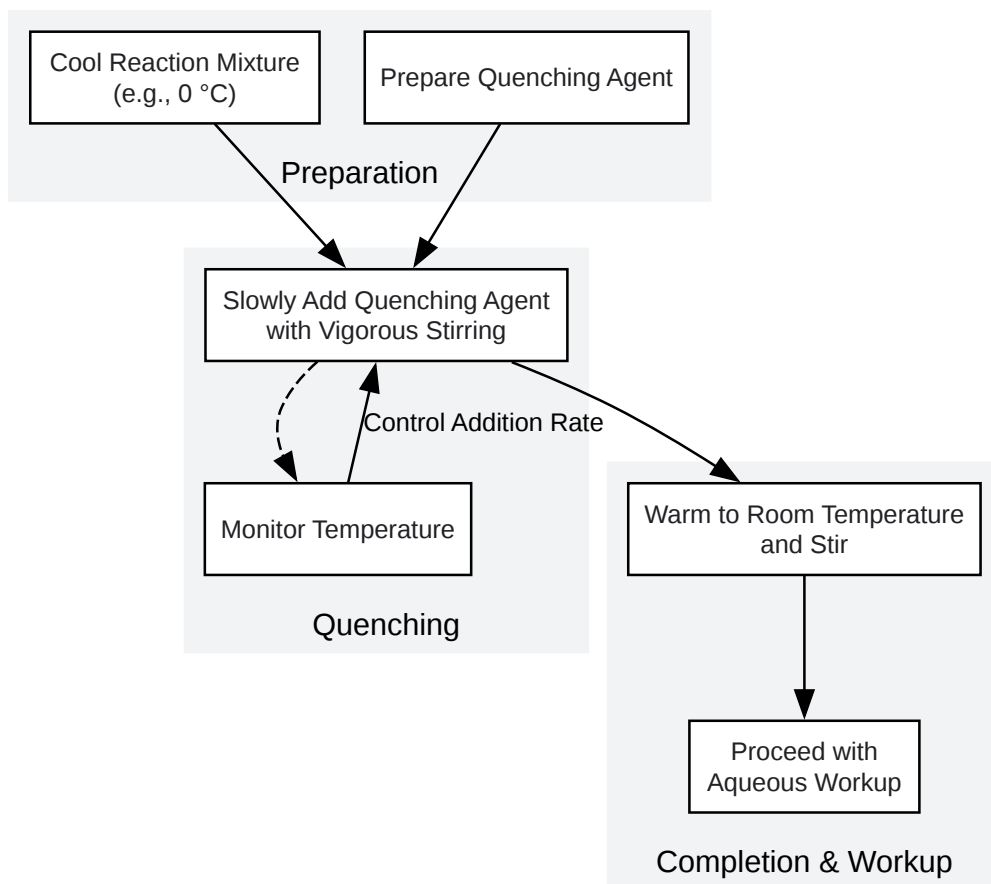 Cool Reaction Mixture
(e.g., 0 °C)
Prepare Quenching Agent
Preparation
Slowly Add Quenching Agent
with Vigorous Stirring
Control Addition Rate
Monitor Temperature
Quenching
Warm to Room Temperature
and Stir
Proceed with
Aqueous Workup
Completion & Workup